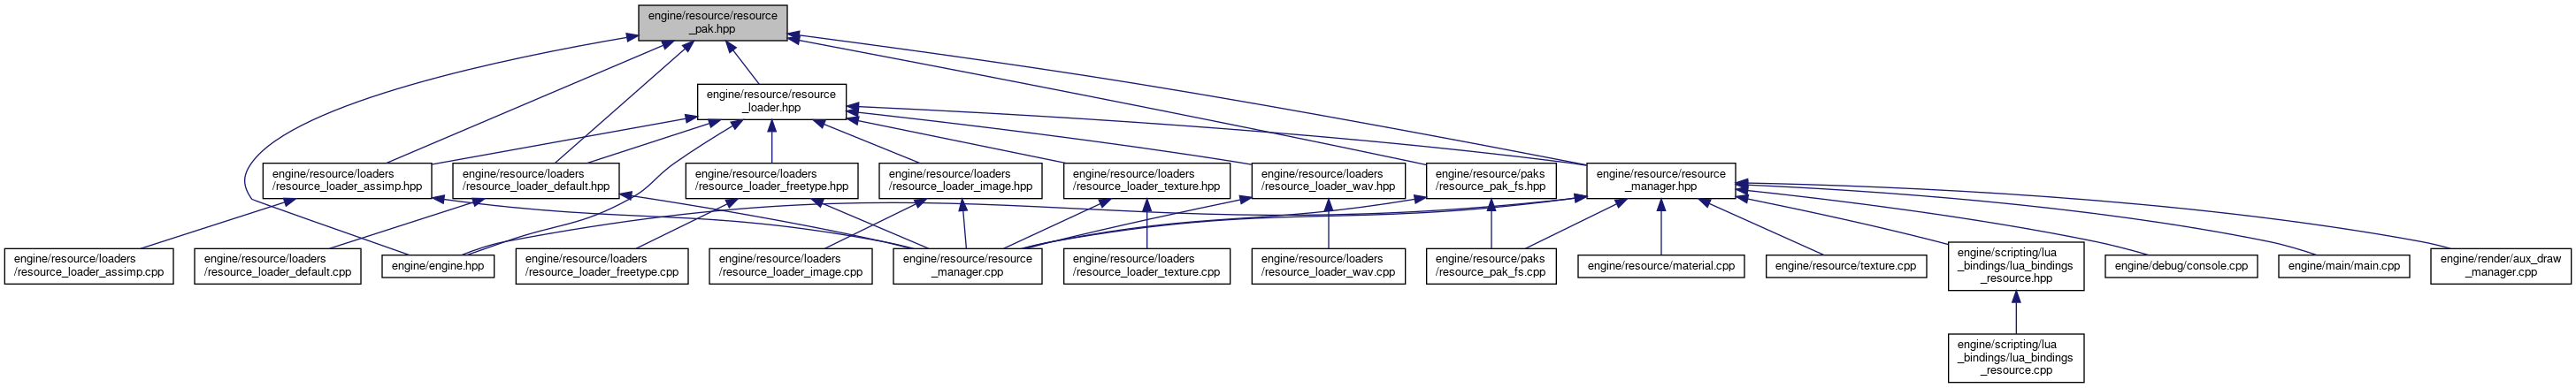 engine/resource/resource
_pak.hpp
engine/resource/resource
_loader.hpp
engine/resource/loaders
/resource_loader_assimp.hpp
engine/resource/loaders
/resource_loader_default.hpp
engine/resource/loaders
/resource_loader_freetype.hpp
engine/resource/loaders
/resource_loader_image.hpp
engine/resource/loaders
/resource_loader_texture.hpp
engine/resource/loaders
/resource_loader_wav.hpp
engine/resource/paks
/resource_pak_fs.hpp
engine/resource/resource
_manager.hpp
engine/resource/loaders
/resource_loader_assimp.cpp
engine/resource/loaders
/resource_loader_default.cpp
engine/engine.hpp
engine/resource/loaders
/resource_loader_freetype.cpp
engine/resource/loaders
/resource_loader_image.cpp
engine/resource/resource
_manager.cpp
engine/resource/loaders
/resource_loader_texture.cpp
engine/resource/loaders
/resource_loader_wav.cpp
engine/resource/paks
/resource_pak_fs.cpp
engine/resource/material.cpp
engine/resource/texture.cpp
engine/scripting/lua
_bindings/lua_bindings
_resource.hpp
engine/debug/console.cpp
engine/main/main.cpp
engine/render/aux_draw
_manager.cpp
engine/scripting/lua
_bindings/lua_bindings
_resource.cpp